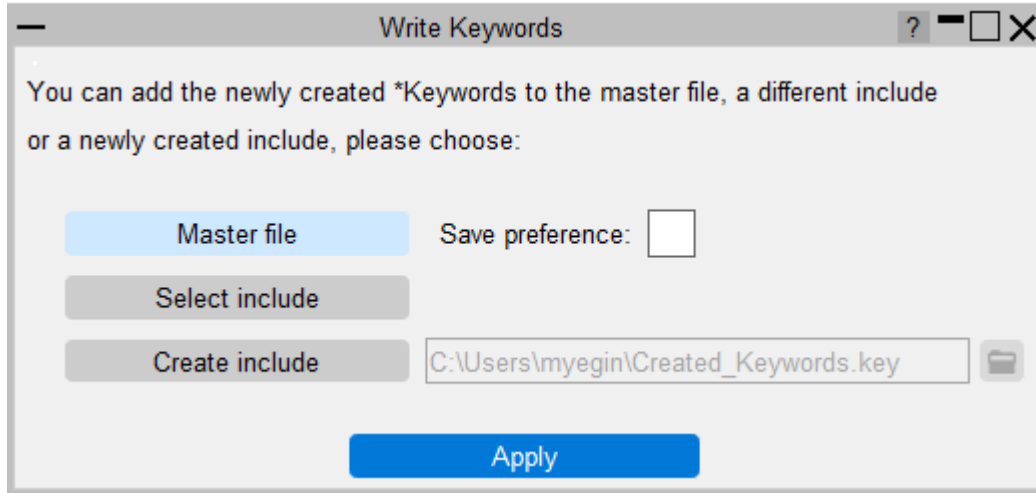 Write Keywords
?
You can add the newly created *Keywords to the master file, a different include
or a newly created include, please choose:
Master file Save preference:
Select include
Create include C:\Users\myegin\Created_Keywords.key
Apply